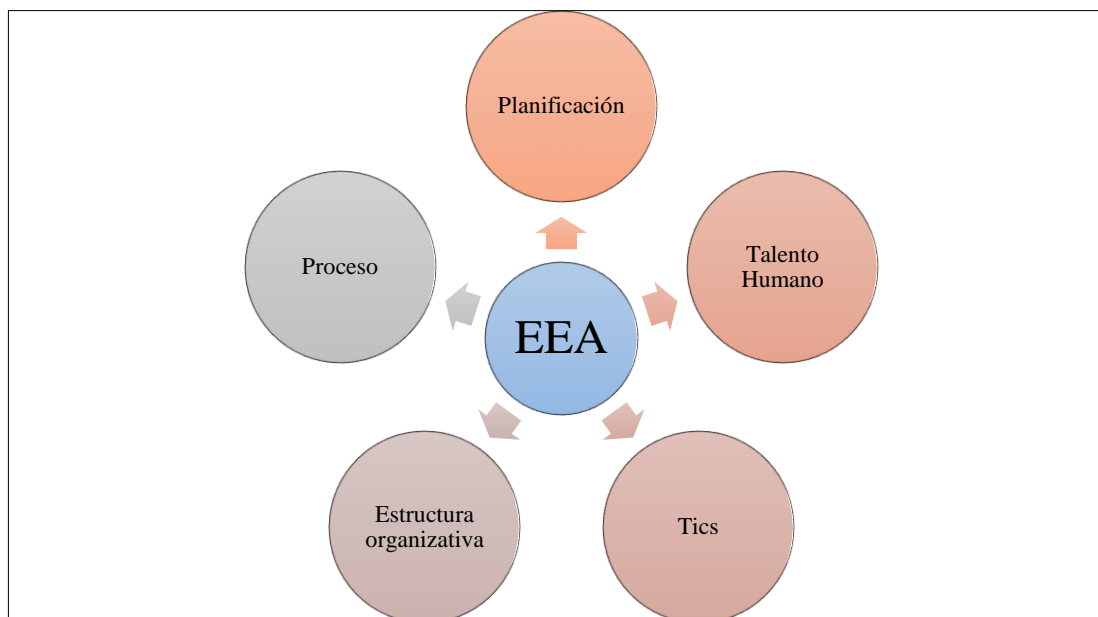 Planificación
Proceso
Talento
Humano
EEA
Estructura
organizativa
Tics